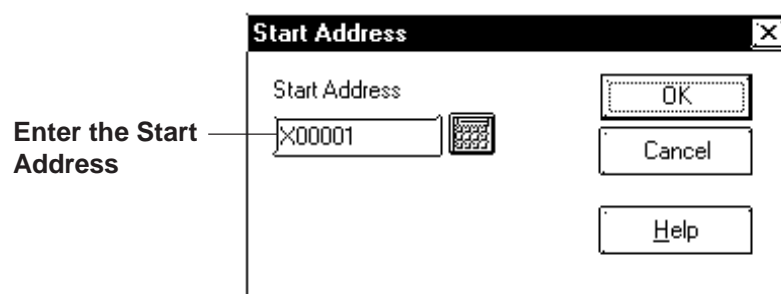 Start Address
Start Address
OK
Enter the Start
Address
X00001
Cancel
Help